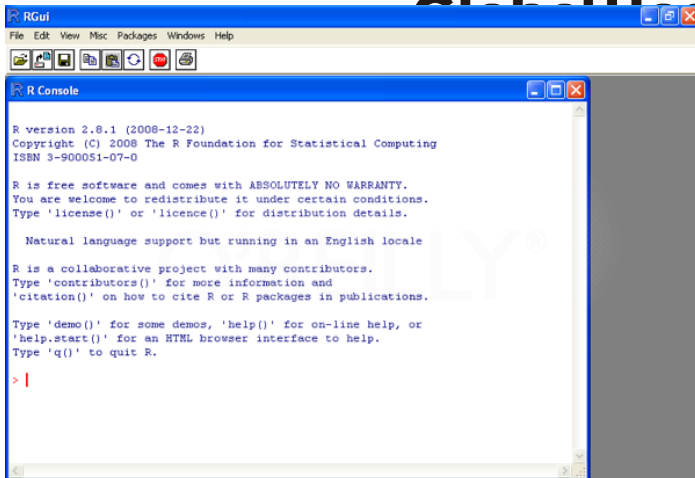 RGui
File Edit View Misc Packages Windows Help
STOP
R Console
R version 2.8.1 (2008-12-22)
Copyright (C) 2008 The R Foundation for Statistical Computing
ISBN 3-900051-07-0
R is free software and comes with ABSOLUTELY NO WARRANTY.
You are welcome to redistribute it under certain conditions.
Type 'license()' or 'licence()' for distribution details.
Natural language support but running in an English locale
R is a collaborative project with many contributors.
Type 'contributors()' for more information and
'citation()' on how to cite R or R packages in publications.
Type 'demo()' for some demos, 'help()' for on-line help, or
'help.start()' for an HTML browser interface to help.
Type 'q()' to quit R.
>
O'REILLY®